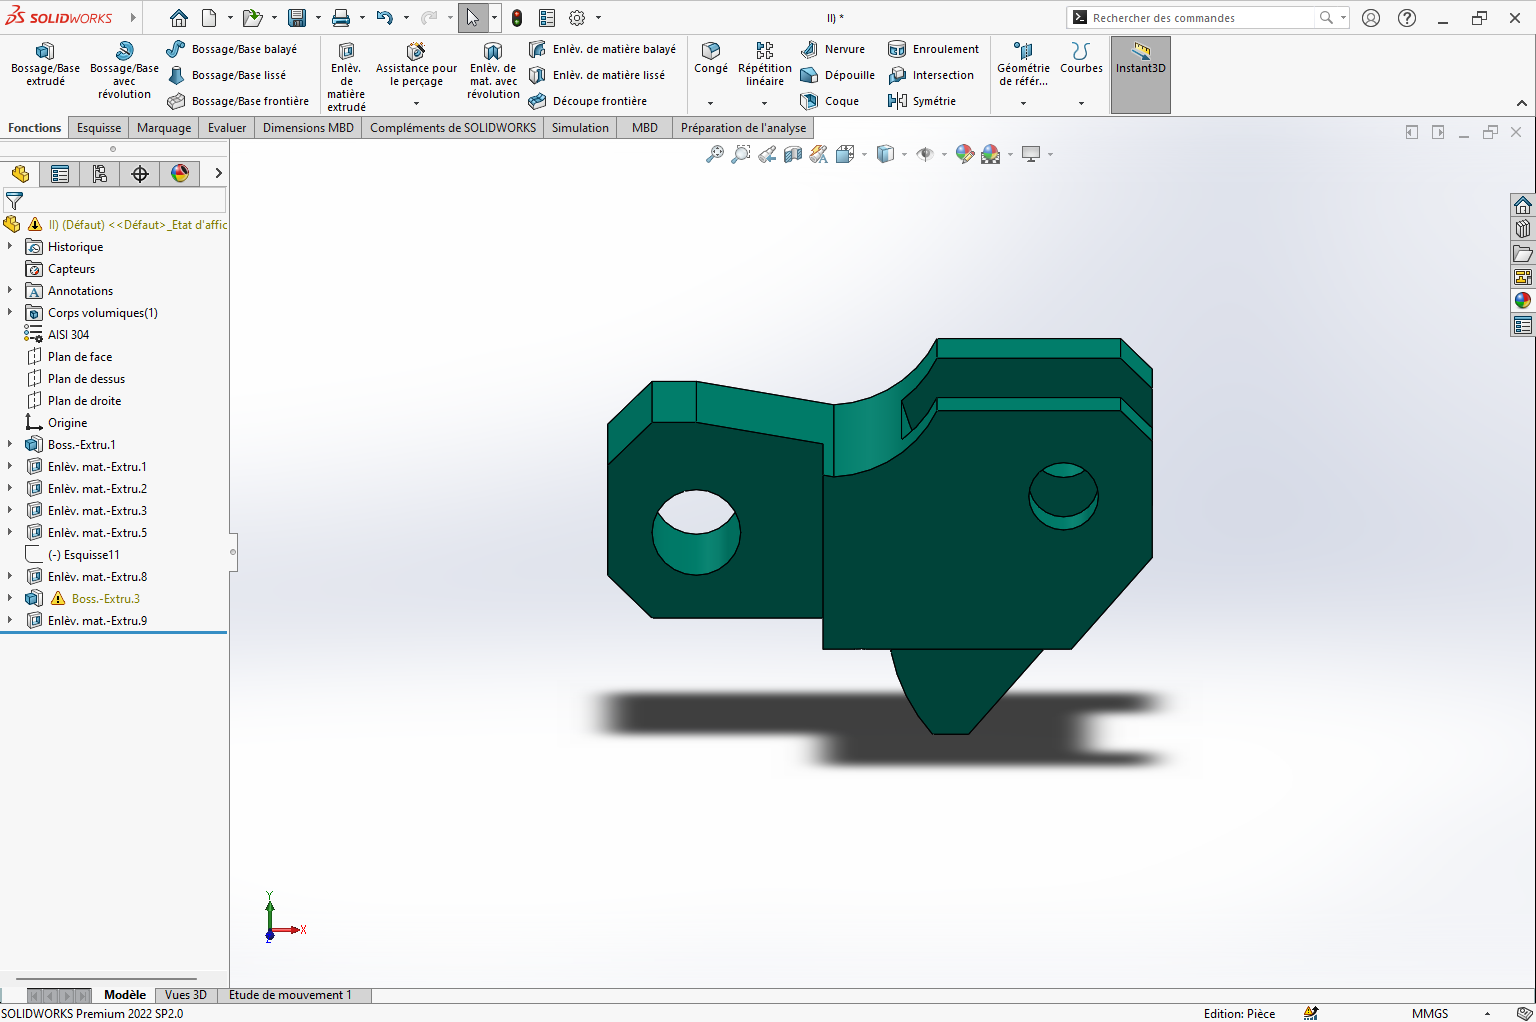 SOLIDWORKS
II) *
Rechercher des commandes
Bossage/Base extrudé
Bossage/Base avec révolution
Bossage/Base balayé
Bossage/Base lissé
Bossage/Base frontière
Enlèv. de matière extrudé
Assistance pour le perçage
Enlèv. de mat. avec révolution
Enlèv. de matière balayé
Enlèv. de matière lissé
Découpe frontière
Congé
Répétition linéaire
Nervure
Dépouille
Coque
Enroulement
Intersection
Symétrie
Géométrie de référ...
Courbes
Instant3D
Fonctions
Esquisse
Marquage
Evaluer
Dimensions MBD
Compléments de SOLIDWORKS
Simulation
MBD
Préparation de l'analyse
II) (Défaut) <<Défaut>_Etat d'affic
Historique
Capteurs
Annotations
Corps volumiques(1)
AISI 304
Plan de face
Plan de dessus
Plan de droite
Origine
Boss.-Extru.1
Enlèv. mat.-Extru.1
Enlèv. mat.-Extru.2
Enlèv. mat.-Extru.3
Enlèv. mat.-Extru.5
(-) Esquisse11
Enlèv. mat.-Extru.8
Boss.-Extru.3
Enlèv. mat.-Extru.9
Y
X
Z
Modèle
Vues 3D
Etude de mouvement 1
SOLIDWORKS Premium 2022 SP2.0
Edition: Pièce
MMGS